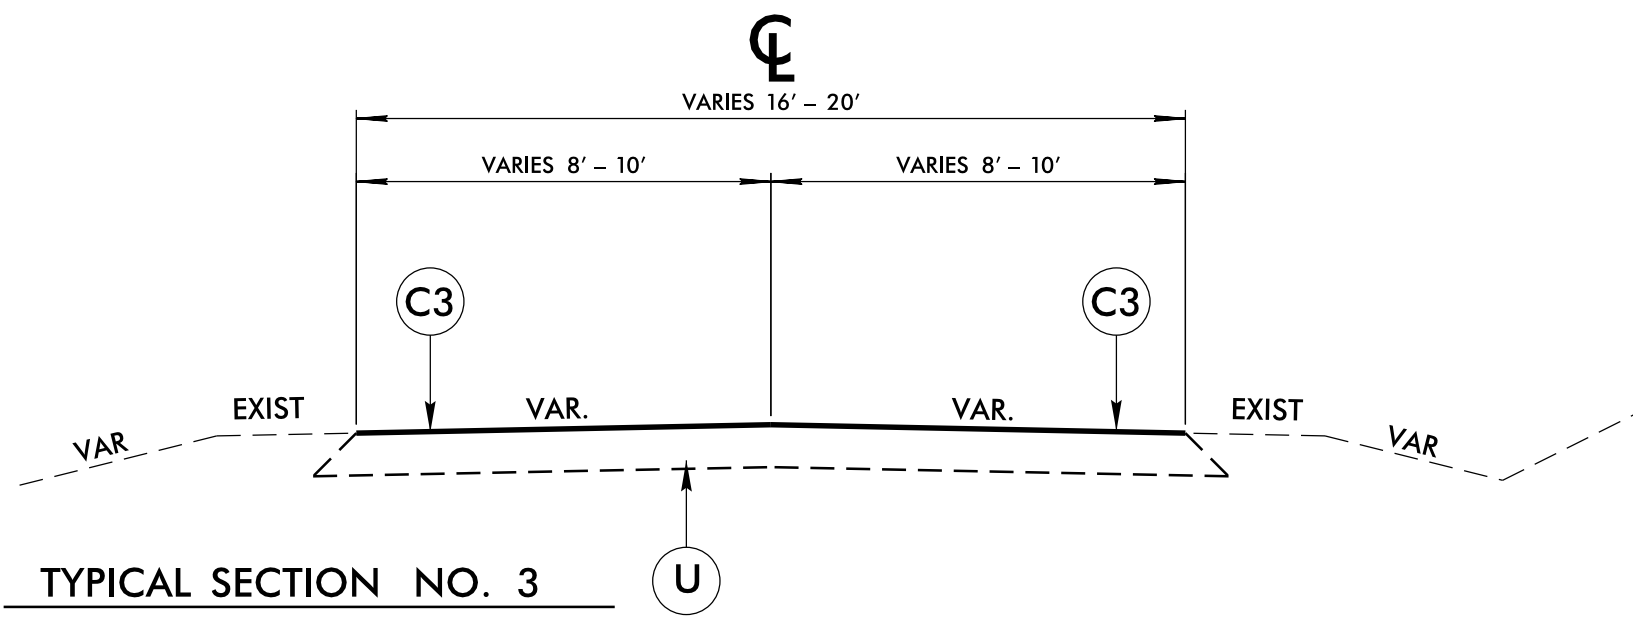 CL
VARIES 16' – 20'
VARIES 8' – 10' VARIES 8' – 10'
C3 C3
VAR EXIST VAR. VAR. EXIST VAR
TYPICAL SECTION NO. 3
U